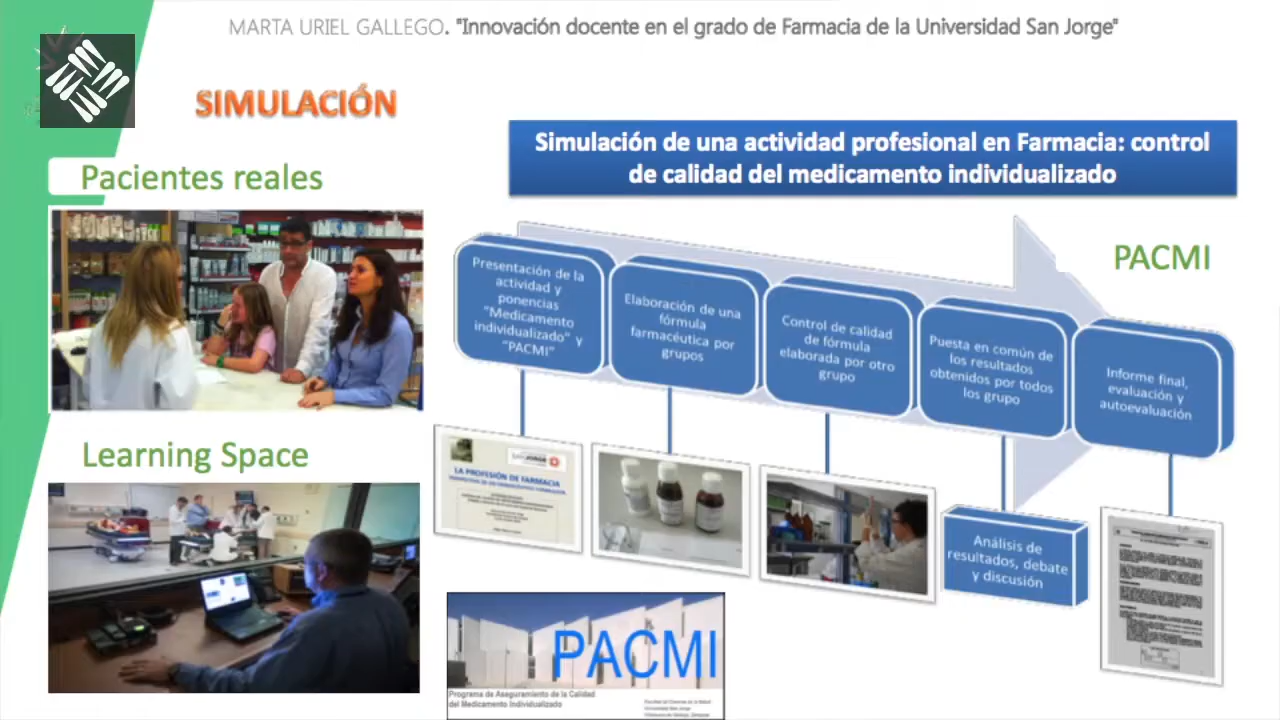 MARTA URIEL GALLEGO. "Innovación docente en el grado de Farmacia de la Universidad San Jorge"
SIMULACIÓN
Pacientes reales
Learning Space
Simulación de una actividad profesional en Farmacia: control
de calidad del medicamento individualizado
PACMI
Presentación de la
actividad y
ponencias
"Medicamento
individualizado" y
"PACMI"
Elaboración de una
fórmula
farmacéutica por
grupos
Control de calidad
de fórmula
elaborada por otro
grupo
Puesta en común de
los resultados
obtenidos por todos
los grupo
Informe final,
evaluación y
autoevaluación
LA PROFESIÓN DE FARMACIA
Análisis de
resultados, debate
y discusión
PACMI
Programa de Aseguramiento de la Calidad
del Medicamento Individualizado